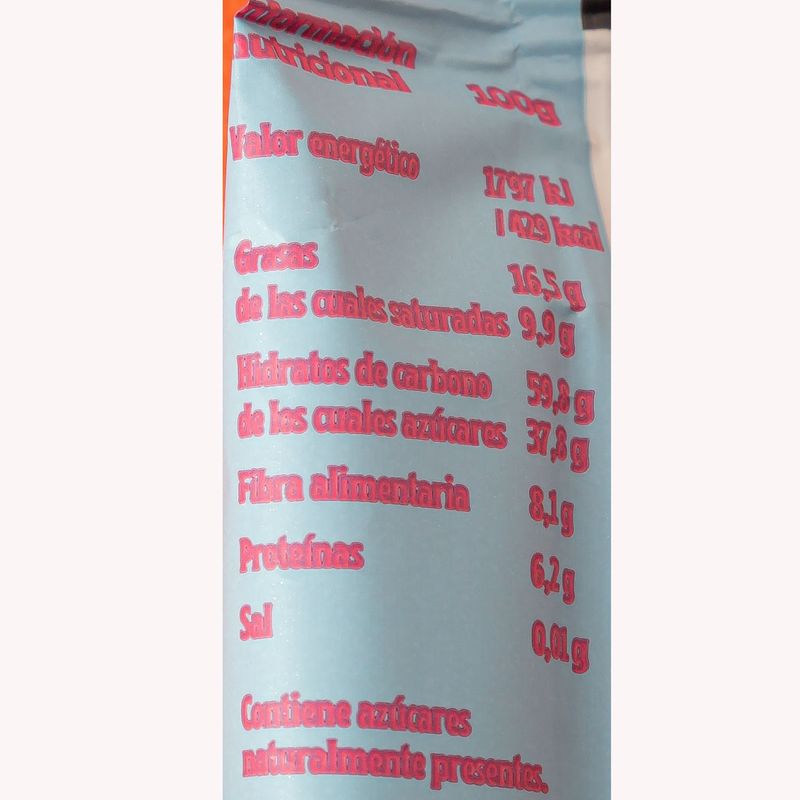 Información
nutricional 100g
Valor energético 1797 kJ
| 429 kcal
Grasas 16,5 g
de las cuales saturadas 9,9 g
Hidratos de carbono 59,8 g
de los cuales azúcares 37,8 g
Fibra alimentaria 8,1 g
Proteínas 6,2 g
Sal 0,01 g
Contiene azúcares
naturalmente presentes.